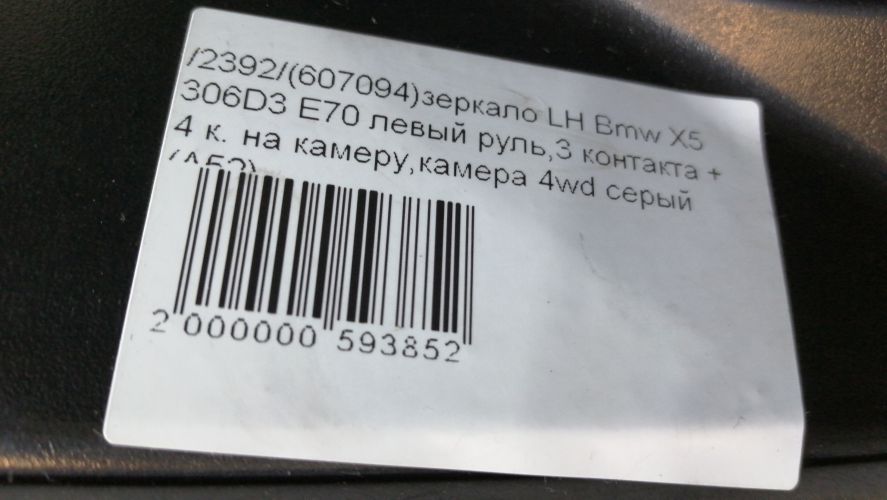 /2392/(607094)зеркало LH Bmw X5
306D3 E70 левый руль,3 контакта +
4 к. на камеру,камера 4wd серый
2 000000 593852